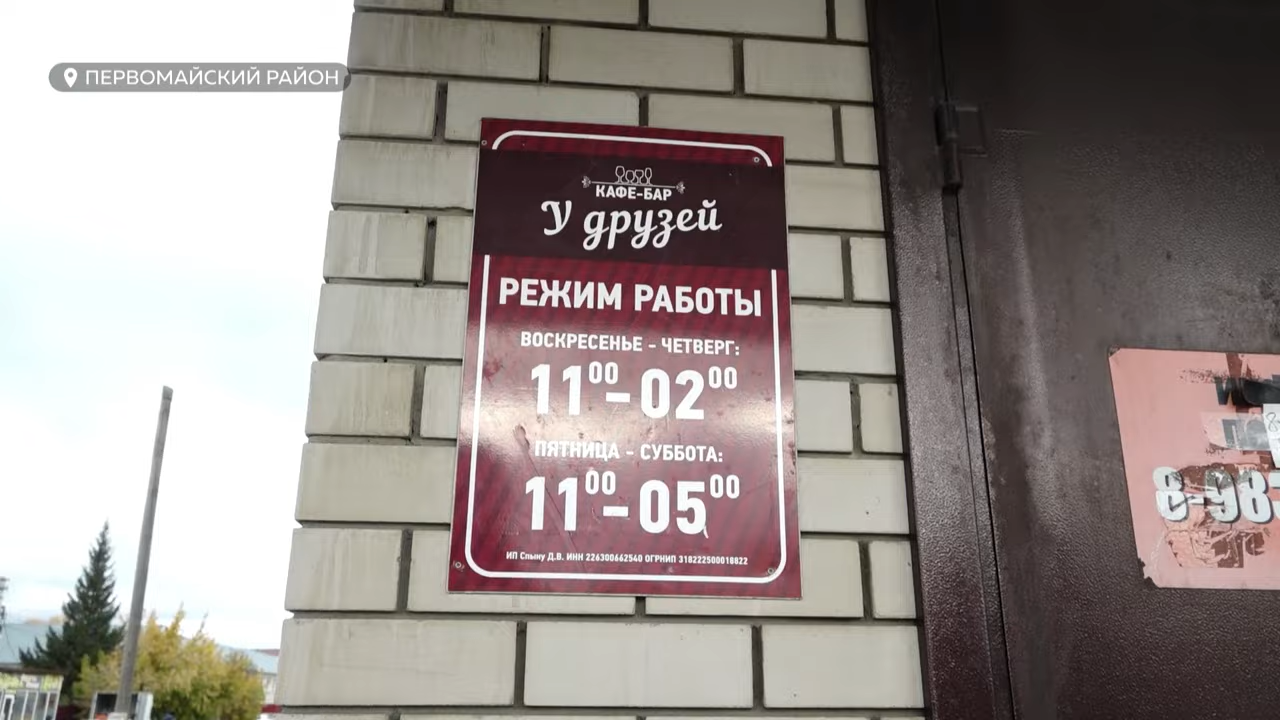 ПЕРВОМАЙСКИЙ РАЙОН
КАФЕ-БАР
У друзей
РЕЖИМ РАБОТЫ
ВОСКРЕСЕНЬЕ - ЧЕТВЕРГ:
11⁰⁰-02⁰⁰
ПЯТНИЦА - СУББОТА:
11⁰⁰-05⁰⁰
ИП Спыну Д.В. ИНН 226300662540 ОГРНИП 318222500018822
8-98